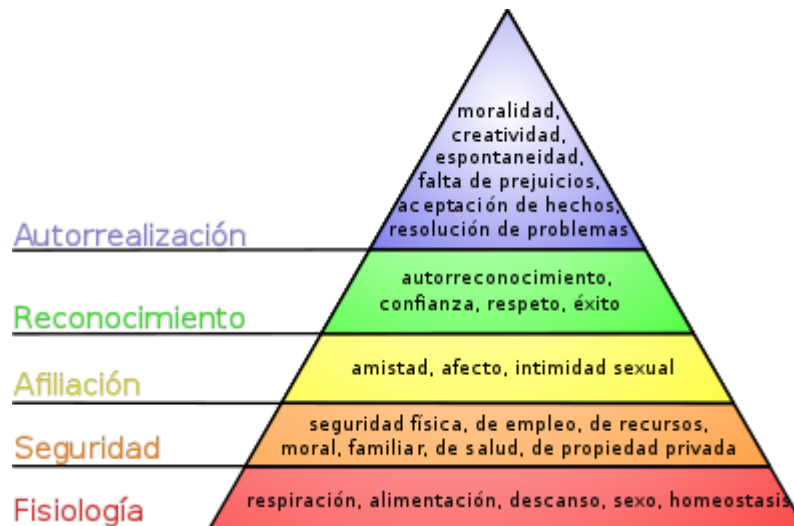 moralidad,
creatividad,
espontaneidad,
falta de prejuicios,
aceptación de hechos,
resolución de problemas
Autorrealización
autorreconocimiento,
confianza, respeto, éxito
Reconocimiento
amistad, afecto, intimidad sexual
Afiliación
seguridad física, de empleo, de recursos,
moral, familiar, de salud, de propiedad privada
Seguridad
respiración, alimentación, descanso, sexo, homeostasis
Fisiología